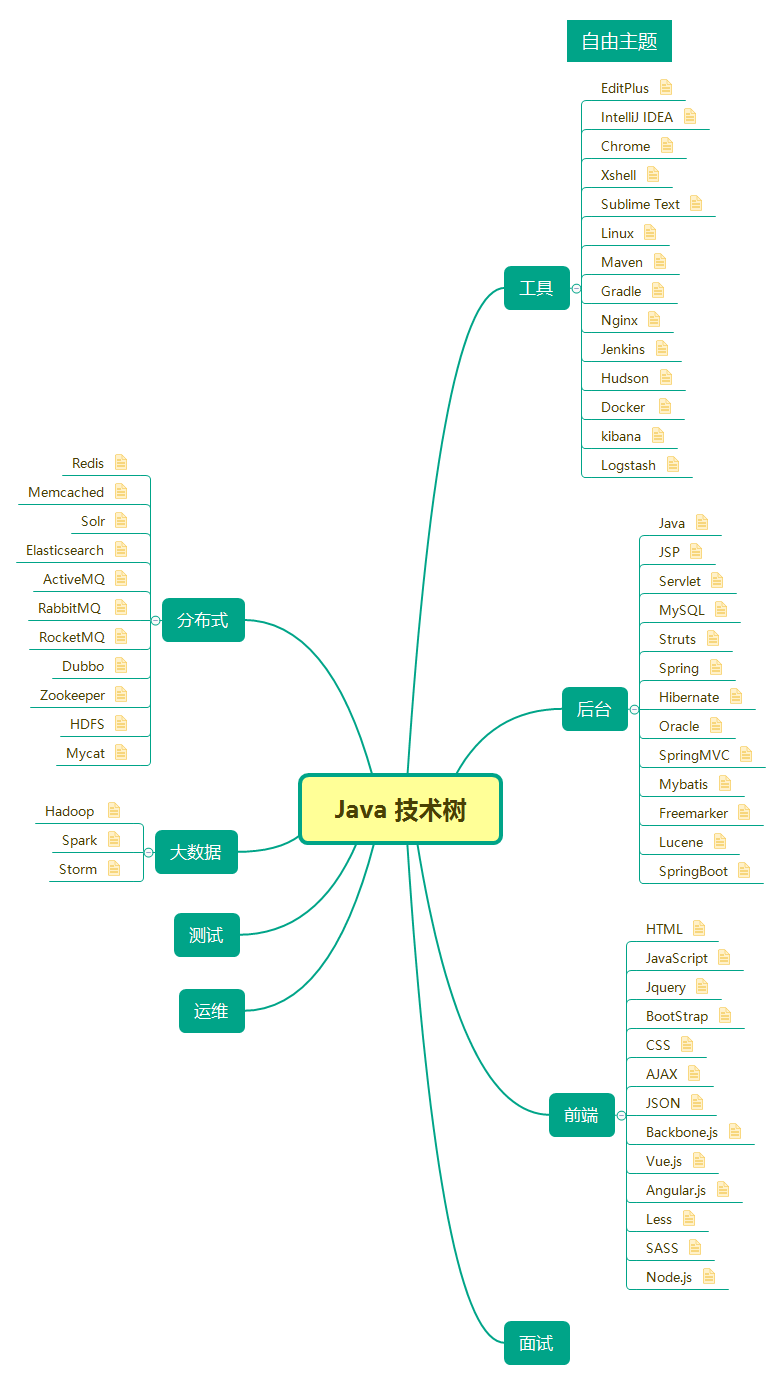 自由主题
Java 技术树
工具
EditPlus
IntelliJ IDEA
Chrome
Xshell
Sublime Text
Linux
Maven
Gradle
Nginx
Jenkins
Hudson
Docker
kibana
Logstash
后台
Java
JSP
Servlet
MySQL
Struts
Spring
Hibernate
Oracle
SpringMVC
Mybatis
Freemarker
Lucene
SpringBoot
前端
HTML
JavaScript
Jquery
BootStrap
CSS
AJAX
JSON
Backbone.js
Vue.js
Angular.js
Less
SASS
Node.js
面试
分布式
Redis
Memcached
Solr
Elasticsearch
ActiveMQ
RabbitMQ
RocketMQ
Dubbo
Zookeeper
HDFS
Mycat
大数据
Hadoop
Spark
Storm
测试
运维